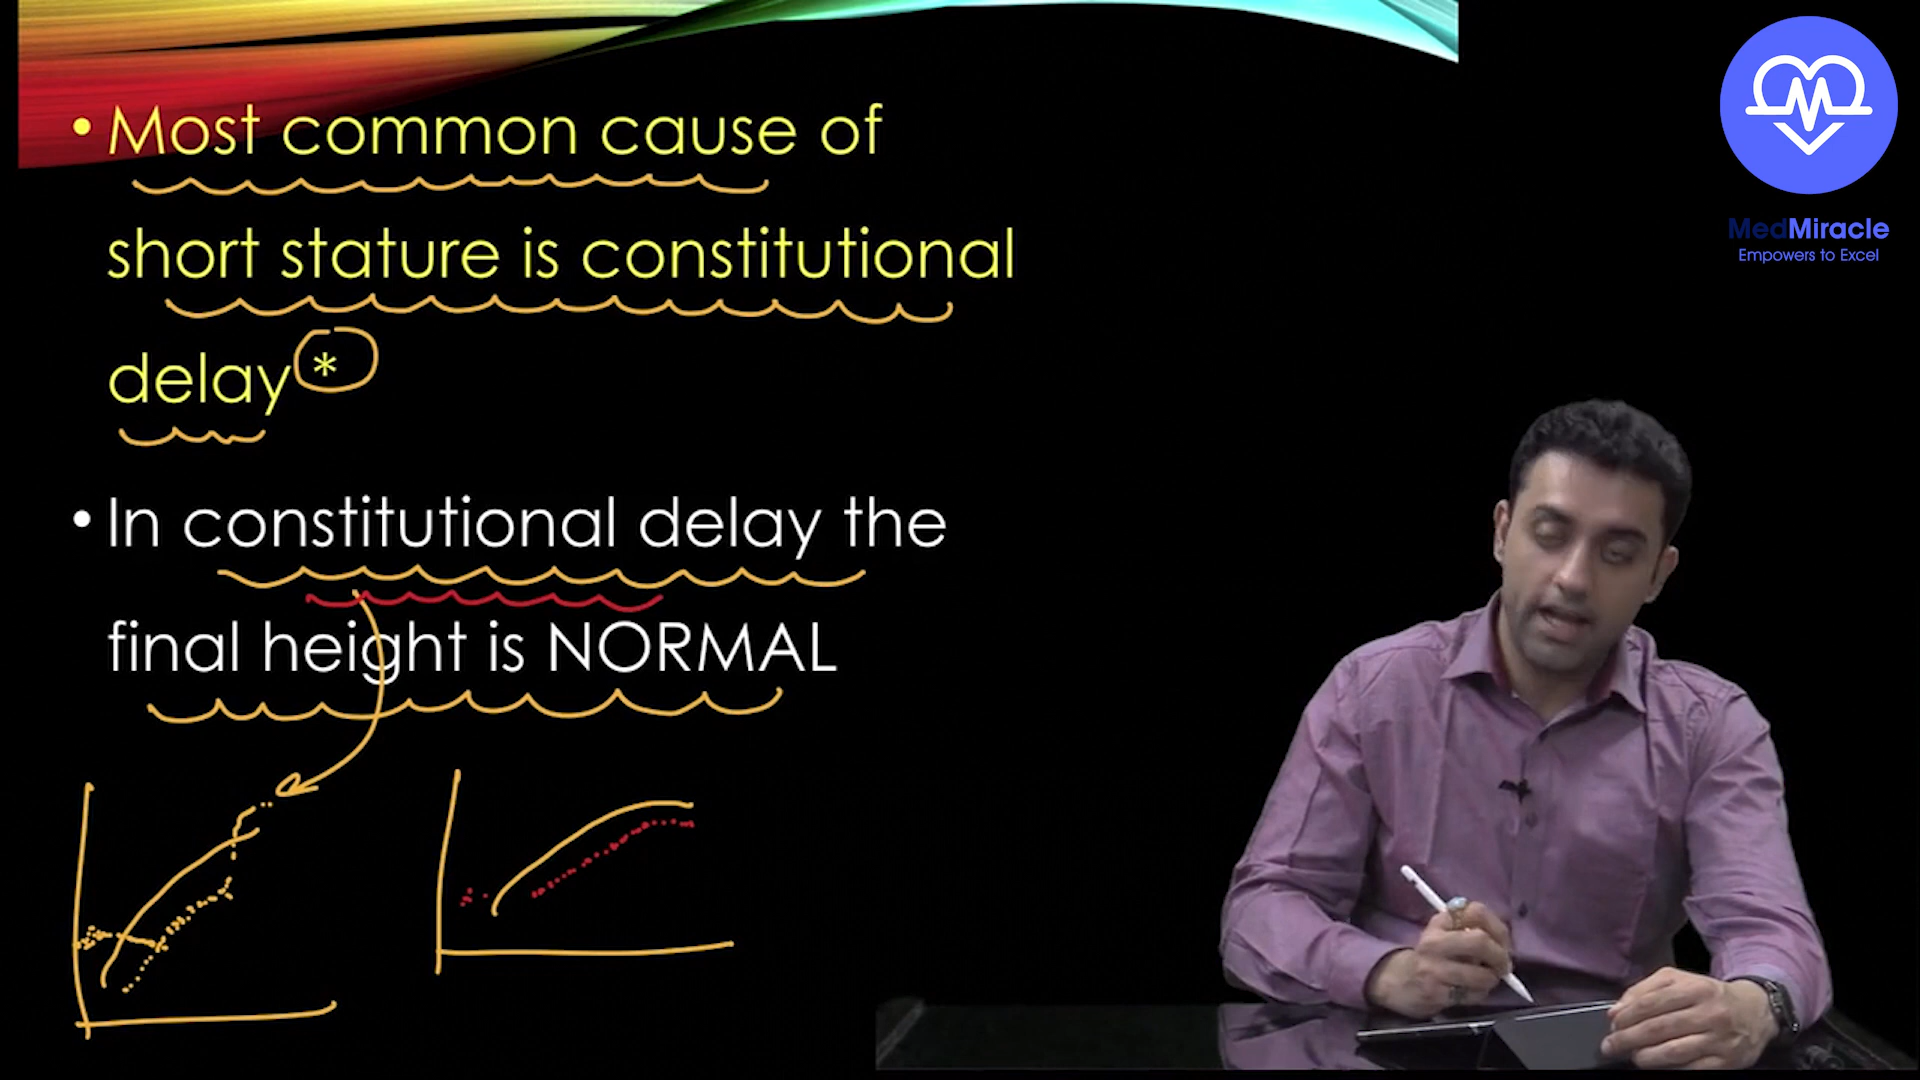 • Most common cause of
short stature is constitutional
delay*
• In constitutional delay the
final height is NORMAL
MedMiracle
Empowers to Excel